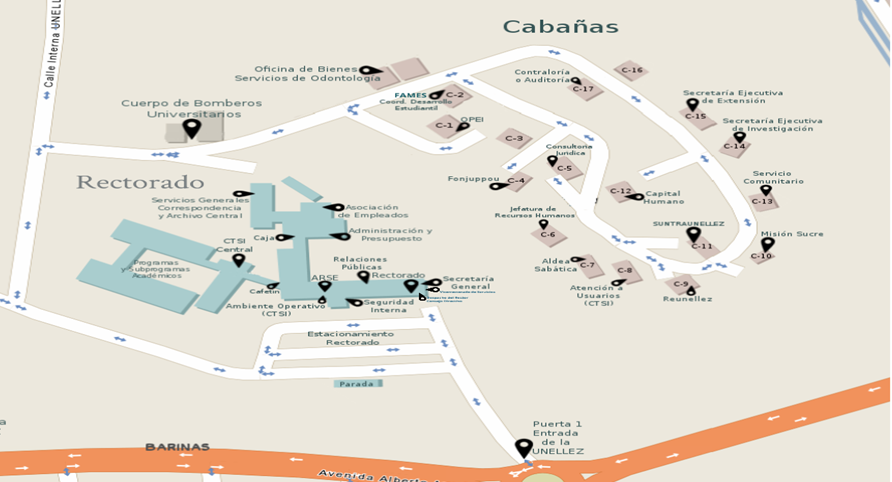 Calle Interna UNELL
Cabañas
Oficina de Bienes
Servicios de Odontología
Contraloría
o Auditoría
C-16
C-17
FAMES
Coord. Desarrollo
Estudiantil
C-2
Secretaría Ejecutiva
de Extensión
C-15
Cuerpo de Bomberos
Universitarios
C-1
OPEI
C-3
Secretaría Ejecutiva
de Investigación
C-14
Consultoria
Juridica
C-5
Rectorado
Fonjuppou
C-4
Servicio
Comunitario
C-13
C-12
Capital
Humano
Servicios Generales
Correspondencia
y Archivo Central
Asociación
de Empleados
Jefatura de
Recursos Humanos
C-6
SUNTRAUNELLEZ
C-11
Misión Sucre
C-10
Caja
Administración y
Presupuesto
CTSI
Central
Programas
y Subprogramas
Académicos
Relaciones
Públicas
Aldea
Sabática
C-7
C-8
ARSE
Rectorado
Secretaría
General
Atención a
Usuarios
(CTSI)
C-9
Reunellez
Cafetín
Ambiente Operativo
(CTSI)
Seguridad
Interna
Estacionamiento
Rectorado
Parada
Puerta 1
Entrada
de la
UNELLEZ
BARINAS
Avenida Alberto A